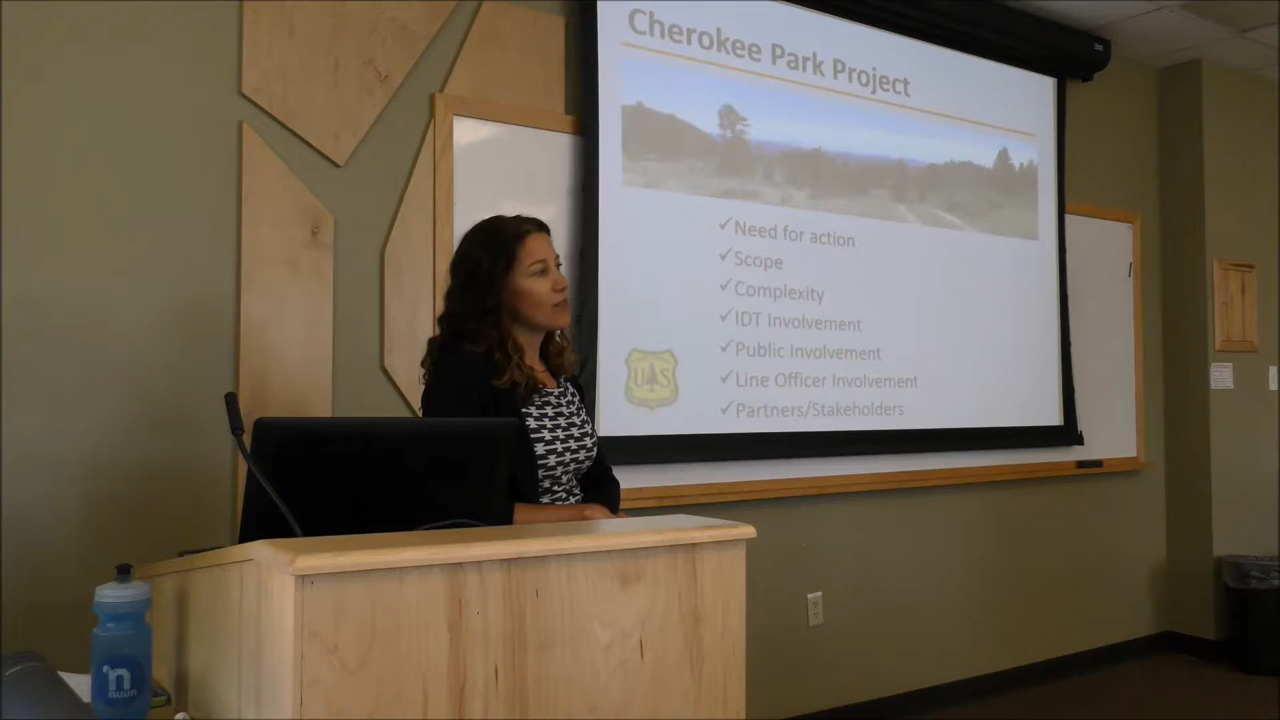 Cherokee Park Project
✓Need for action
✓Scope
✓Complexity
✓IDT Involvement
✓Public Involvement
✓Line Officer Involvement
✓Partners/Stakeholders
U S
n
nuun